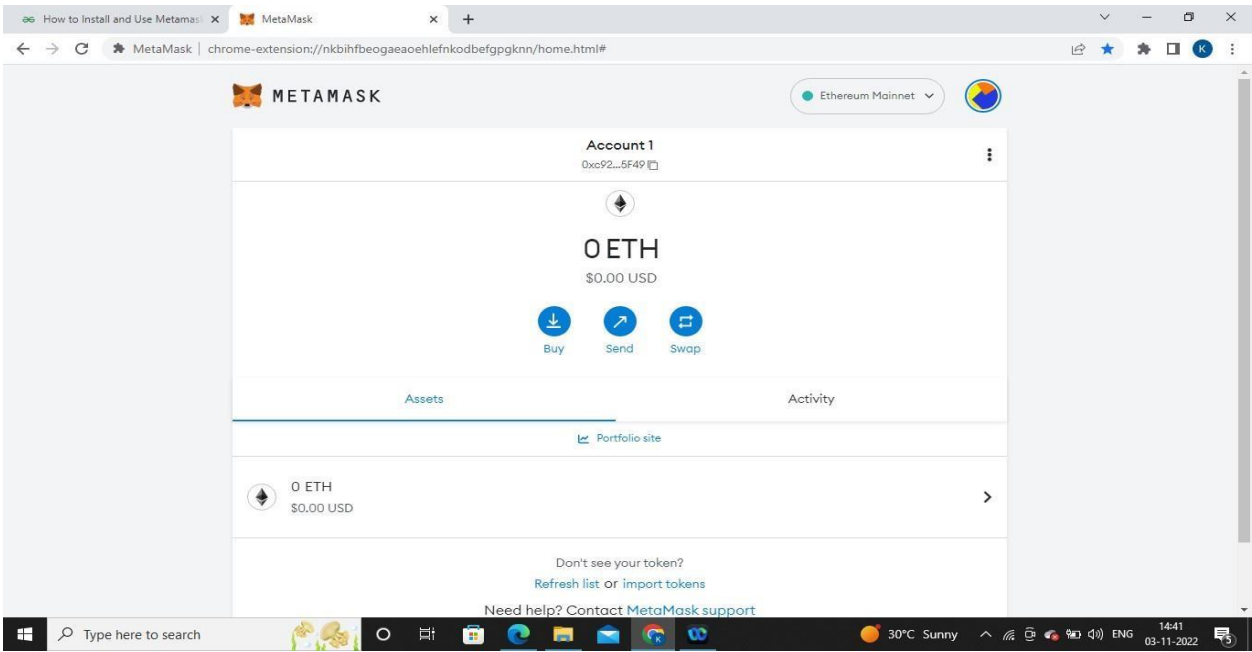 How to Install and Use Metamas
MetaMask
MetaMask | chrome-extension://nkbihfbeogaeaoehlefnkodbefgpgknn/home.html#
K
METAMASK
Ethereum Mainnet
Account 1
0xc92...5F49
0 ETH
$0.00 USD
Buy Send Swap
Assets Activity
Portfolio site
0 ETH
$0.00 USD
Don't see your token?
Refresh list or import tokens
Need help? Contact MetaMask support
Type here to search
30°C Sunny
ENG
14:41
03-11-2022
5